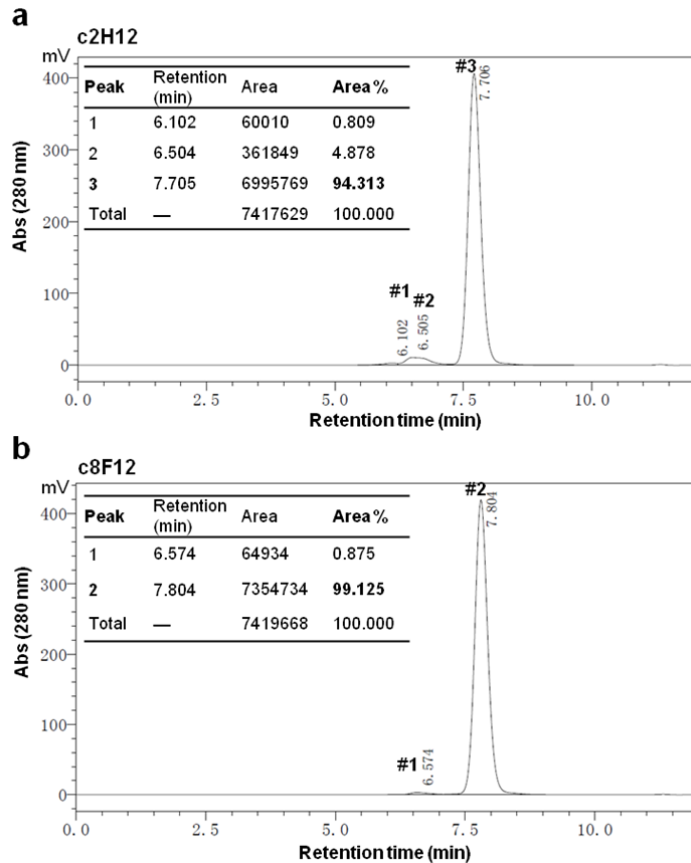 a
c2H12
mV
#3
7.706
Peak Retention (min) Area Area %
1 6.102 60010 0.809
2 6.504 361849 4.878
3 7.705 6995769 94.313
Total — 7417629 100.000
400
300
200
100
0
Abs (280 nm)
#1
#2
6.102
6.505
0.0 2.5 5.0 7.5 10.0
Retention time (min)
b
c8F12
mV
#2
7.804
Peak Retention (min) Area Area %
1 6.574 64934 0.875
2 7.804 7354734 99.125
Total — 7419668 100.000
400
300
200
100
0
Abs (280 nm)
#1
6.574
0.0 2.5 5.0 7.5 10.0
Retention time (min)